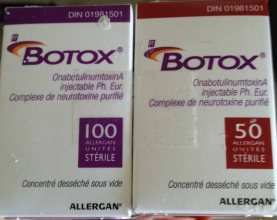 DIN 01981501
BOTOX®
OnabotulinumtoxinA
injectable Ph. Eur.
Complexe de neurotoxine purifié
100
ALLERGAN
UNITÉS
STÉRILE
Concentré desséché sous vide
ALLERGAN
DIN 01981501
BOTOX®
OnabotulinumtoxinA
injectable Ph. Eur.
Complexe de neurotoxine purifié
50
ALLERGAN
UNITÉS
STÉRILE
Concentré desséché sous vide
ALLERGAN